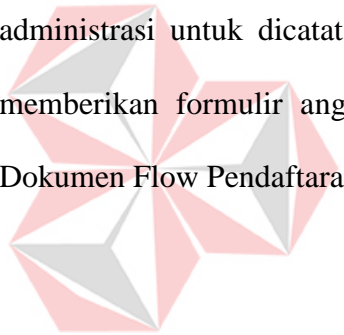 administrasi untuk dicatat
memberikan formulir ang
Dokumen Flow Pendaftara